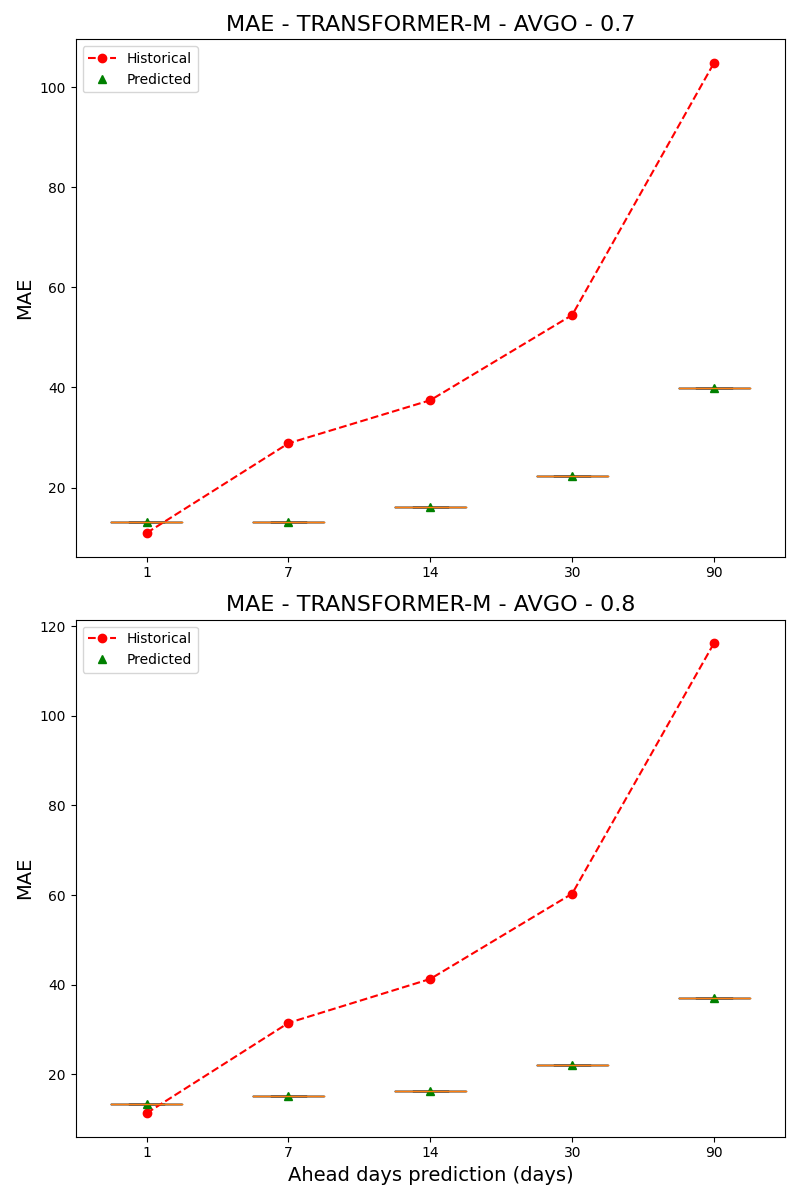 MAE - TRANSFORMER-M - AVGO - 0.7
Historical
Predicted
MAE
100
80
60
40
20
1 7 14 30 90
MAE - TRANSFORMER-M - AVGO - 0.8
Historical
Predicted
MAE
120
100
80
60
40
20
1 7 14 30 90
Ahead days prediction (days)